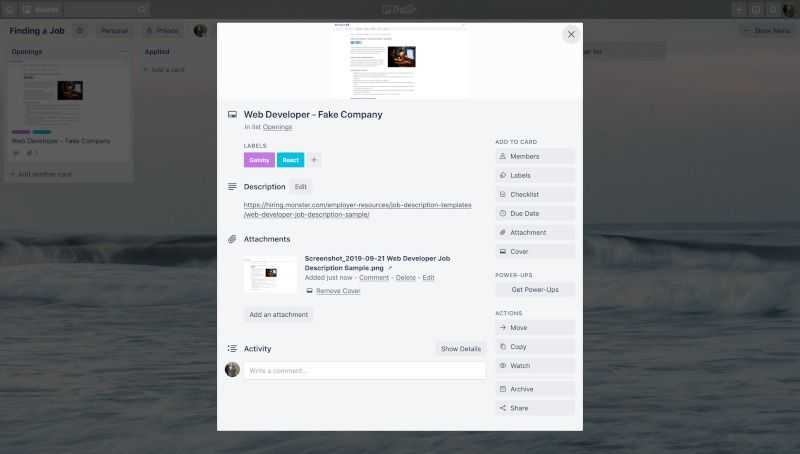 Boards
Trello
Finding a Job
Personal
Private
Show Menu
Openings
Applied
+ Add a card
Web Developer - Fake Company
+ Add another card
Web Developer - Fake Company
in list Openings
LABELS
Gatsby
React
+
Description
Edit
https://hiring.monster.com/employer-resources/job-description-templates
/web-developer-job-description-sample/
Attachments
Screenshot_2019-09-21 Web Developer Job
Description Sample.png
Added just now - Comment - Delete - Edit
Remove Cover
Add an attachment
Activity
Show Details
Write a comment...
ADD TO CARD
Members
Labels
Checklist
Due Date
Attachment
Cover
POWER-UPS
Get Power-Ups
ACTIONS
Move
Copy
Watch
Archive
Share